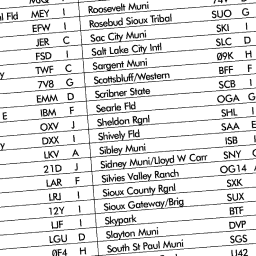 Fld MEY I Roosevelt Muni
EFW I Rosebud Sioux Tribal SUO G
JER C Sac City Muni SKI I
FSD I Salt Lake City Intl SLC D
TWF C Sargent Muni 09K H
7V8 G Scottsbluff/Western BFF F
EMM D Scribner State SCB I
E IBM F Searle Fld OGA G
OXV J Sheldon Rgnl SHL I
DXX I Shively Fld SAA E
LKV A Sibley Muni ISB I
21D J Sidney Muni/Lloyd W Carr SNY
LAR F Silvies Valley Ranch OG14
LRJ I Sioux County Rgnl SXK
12Y I Sioux Gateway/Brig SUX
LJF I Skypark BTF
LGU D Slayton Muni DVP
0F4 H South St Paul Muni SGS
U42